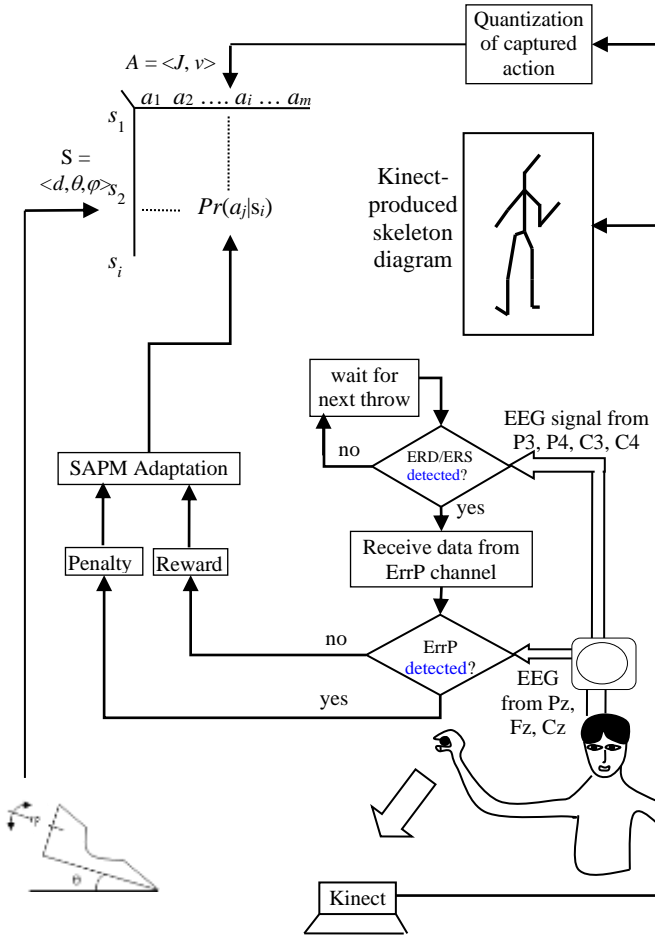 Quantization
of captured
action
A = <J, v>
a1 a2 …. ai … am
s1
S =
<d,θ,φ>
s2
Pr(aj|si)
si
Kinect-
produced
skeleton
diagram
wait for
next throw
EEG signal from
P3, P4, C3, C4
ERD/ERS
detected?
no
yes
SAPM Adaptation
Receive data from
ErrP channel
Penalty
Reward
no
ErrP
detected?
yes
EEG
from Pz,
Fz, Cz
φ
θ
Kinect